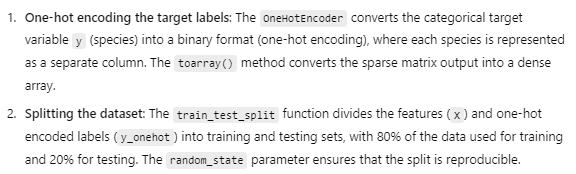 1. One-hot encoding the target labels: The OneHotEncoder converts the categorical target
variable y (species) into a binary format (one-hot encoding), where each species is represented
as a separate column. The toarray() method converts the sparse matrix output into a dense
array.
2. Splitting the dataset: The train_test_split function divides the features (x) and one-hot
encoded labels (y_onehot) into training and testing sets, with 80% of the data used for training
and 20% for testing. The random_state parameter ensures that the split is reproducible.